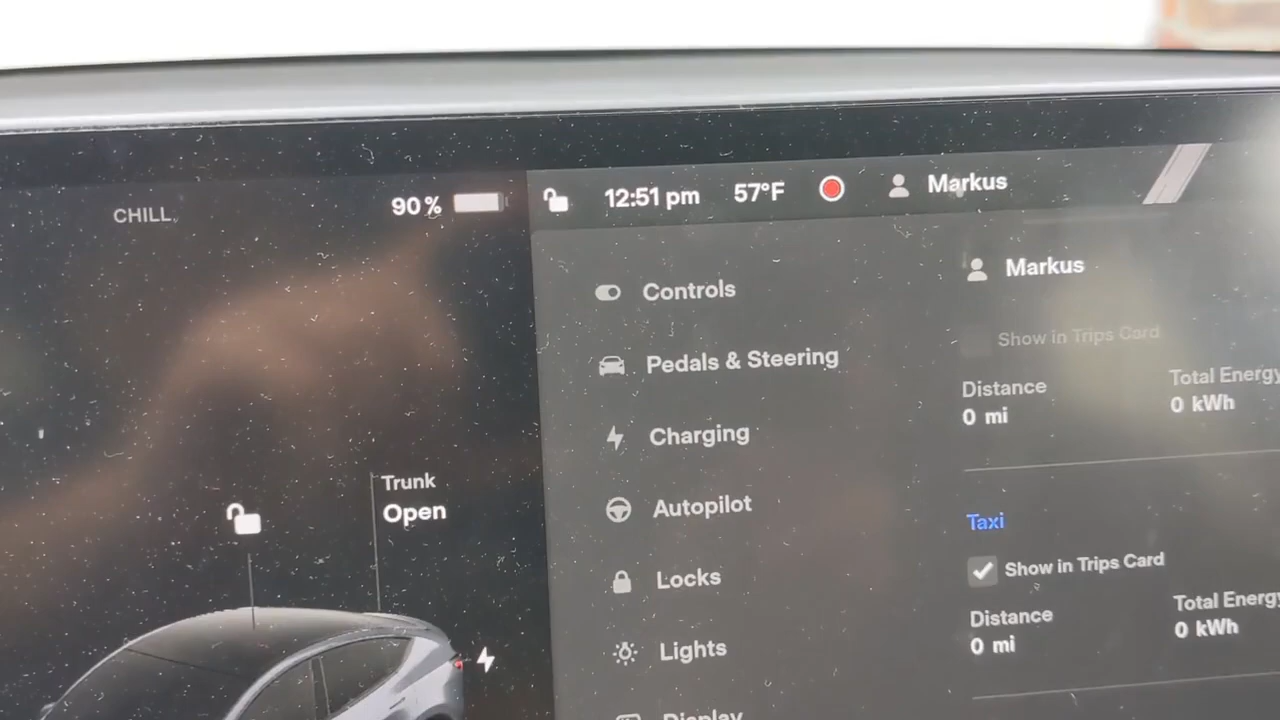 CHILL
90 %
12:51 pm
57°F
Markus
Controls
Pedals & Steering
Charging
Autopilot
Locks
Lights
Display
Trunk
Open
Markus
Show in Trips Card
Distance
0 mi
Total Energy
0 kWh
Taxi
Show in Trips Card
Distance
0 mi
Total Energy
0 kWh